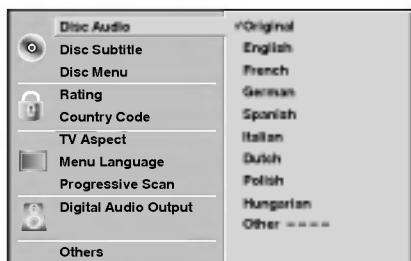 Disc Audio
Disc Subtitle
Disc Menu
Rating
Country Code
TV Aspect
Menu Language
Progressive Scan
Digital Audio Output
Others
✓Original
English
French
German
Spanish
Italian
Dutch
Polish
Hungarian
Other – – – –